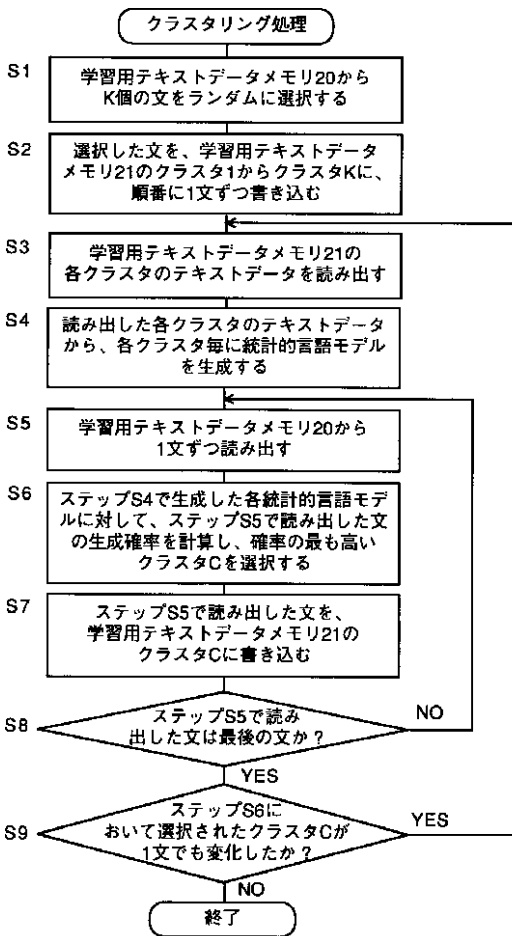 クラスタリング処理
S1
学習用テキストデータメモリ20から
K個の文をランダムに選択する
S2
選択した文を、学習用テキストデータ
メモリ21のクラスタ1からクラスタKに、
順番に1文ずつ書き込む
S3
学習用テキストデータメモリ21の
各クラスタのテキストデータを読み出す
S4
読み出した各クラスタのテキストデータ
から、各クラスタ毎に統計的言語モデル
を生成する
S5
学習用テキストデータメモリ20から
1文ずつ読み出す
S6
ステップS4で生成した各統計的言語モデ
ルに対して、ステップS5で読み出した文
の生成確率を計算し、確率の最も高い
クラスタCを選択する
S7
ステップS5で読み出した文を、
学習用テキストデータメモリ21の
クラスタCに書き込む
S8
ステップS5で読み
出した文は最後の文か？
NO
YES
S9
ステップS6に
おいて選択されたクラスタCが
1文でも変化したか？
YES
NO
終了